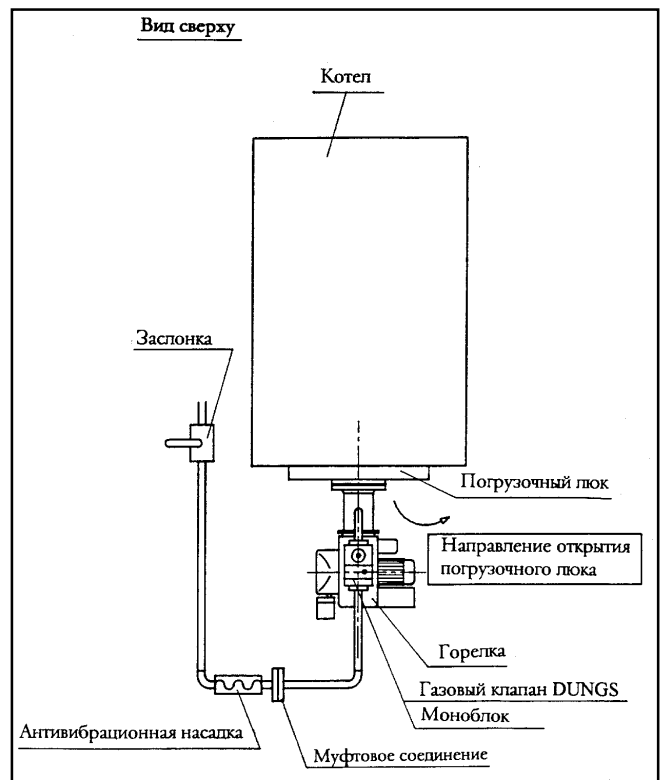 Вид сверху
Котел
Заслонка
Погрузочный люк
Направление открытия
погрузочного люка
Горелка
Газовый клапан DUNGS
Моноблок
Антивибрационная насадка
Муфтовое соединение